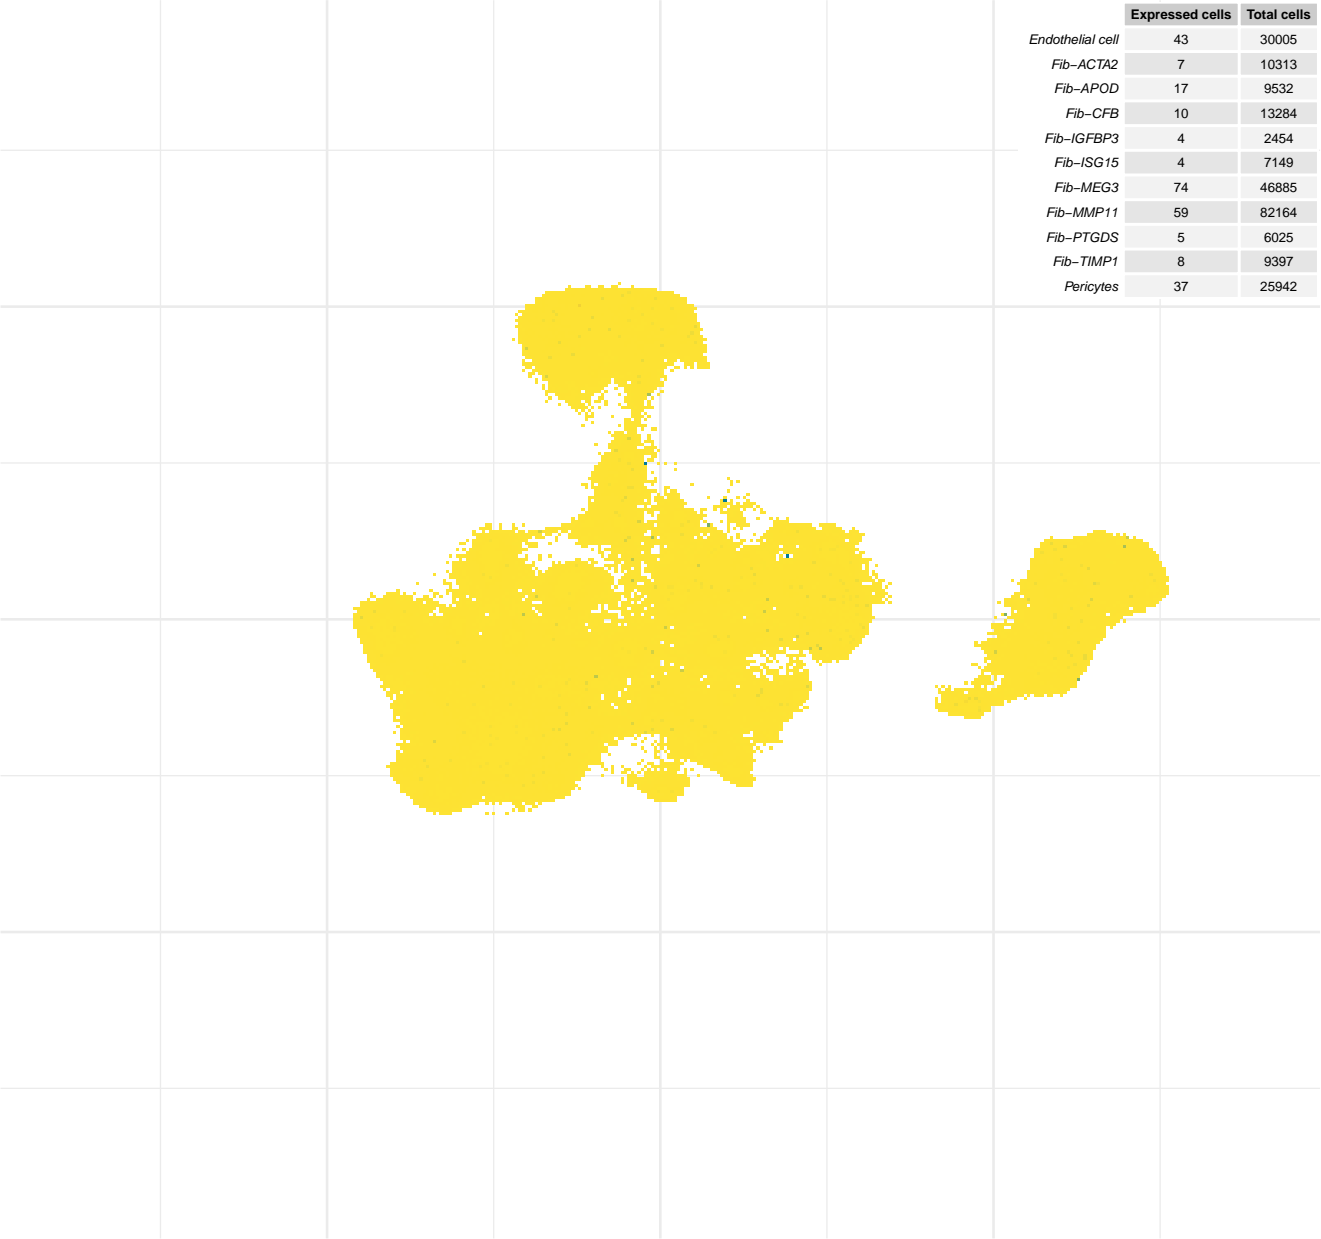 Expressed cells Total cells
Endothelial cell 43 30005
Fib−ACTA2 7 10313
Fib−APOD 17 9532
Fib−CFB 10 13284
Fib−IGFBP3 4 2454
Fib−ISG15 4 7149
Fib−MEG3 74 46885
Fib−MMP11 59 82164
Fib−PTGDS 5 6025
Fib−TIMP1 8 9397
Pericytes 37 25942